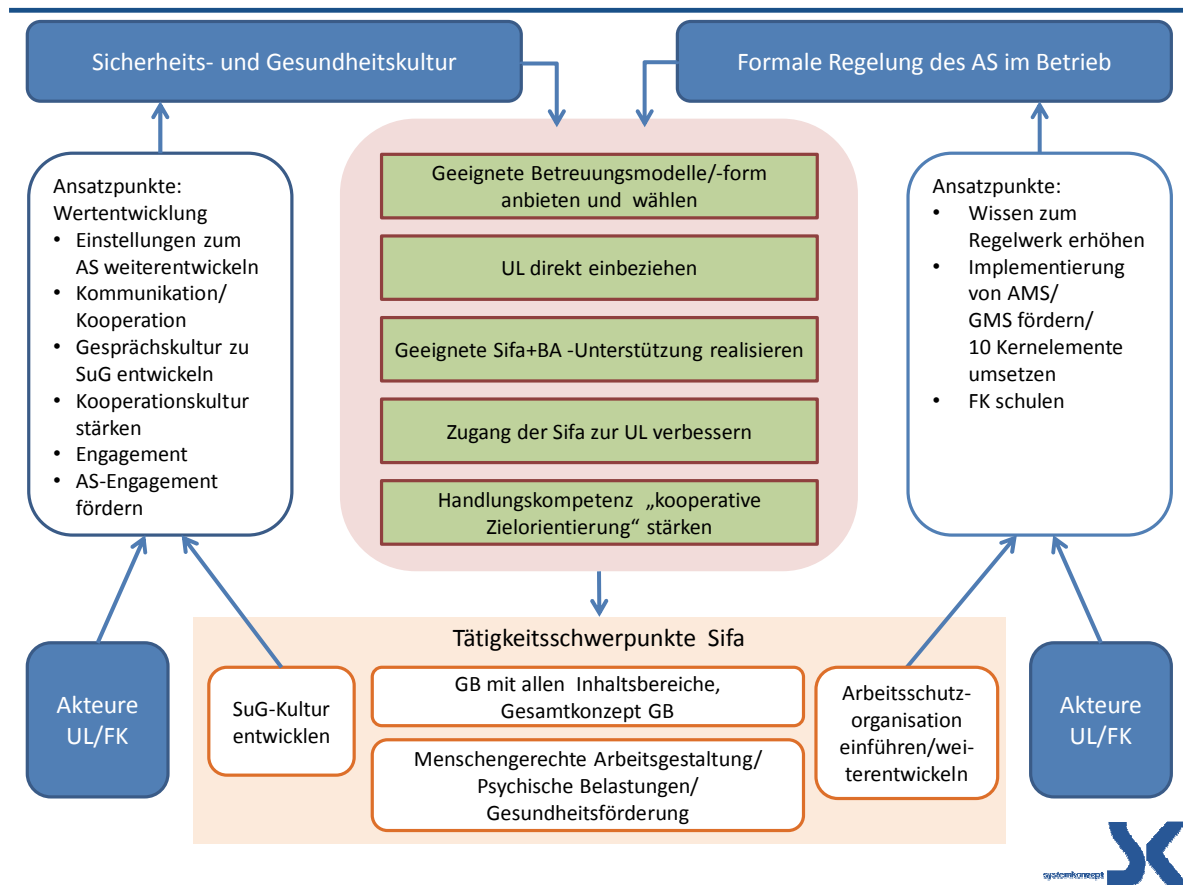 Sicherheits- und Gesundheitskultur
Formale Regelung des AS im Betrieb
Ansatzpunkte:
Wertentwicklung
• Einstellungen zum
AS weiterentwickeln
• Kommunikation/
Kooperation
• Gesprächskultur zu
SuG entwickeln
• Kooperationskultur
stärken
• Engagement
• AS-Engagement
fördern
Geeignete Betreuungsmodelle/-form
anbieten und wählen
UL direkt einbeziehen
Geeignete Sifa+BA -Unterstützung realisieren
Zugang der Sifa zur UL verbessern
Handlungskompetenz „kooperative
Zielorientierung“ stärken
Ansatzpunkte:
• Wissen zum
Regelwerk erhöhen
• Implementierung
von AMS/
GMS fördern/
10 Kernelemente
umsetzen
• FK schulen
Akteure
UL/FK
Tätigkeitsschwerpunkte Sifa
SuG-Kultur
entwicklen
GB mit allen Inhaltsbereiche,
Gesamtkonzept GB
Menschengerechte Arbeitsgestaltung/
Psychische Belastungen/
Gesundheitsförderung
Arbeitsschutz-
organisation
einführen/wei-
terentwickeln
Akteure
UL/FK
systemkonzept